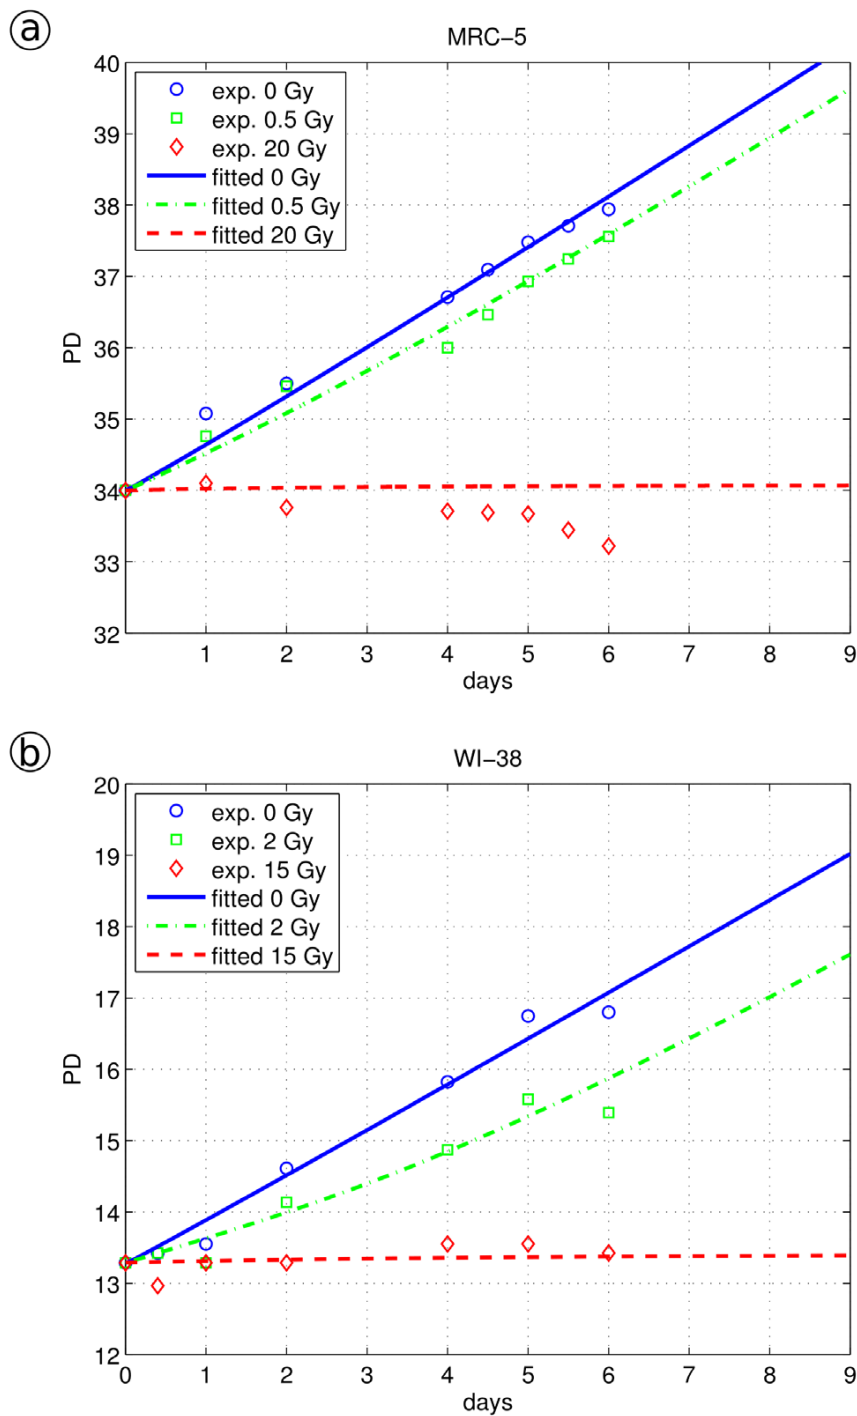 a
MRC−5
40
39
38
37
36
35
34
33
32
exp. 0 Gy
exp. 0.5 Gy
exp. 20 Gy
fitted 0 Gy
fitted 0.5 Gy
fitted 20 Gy
PD
1 2 3 4 5 6 7 8 9
days
b
WI−38
20
19
18
17
16
15
14
13
12
exp. 0 Gy
exp. 2 Gy
exp. 15 Gy
fitted 0 Gy
fitted 2 Gy
fitted 15 Gy
PD
0 1 2 3 4 5 6 7 8 9
days